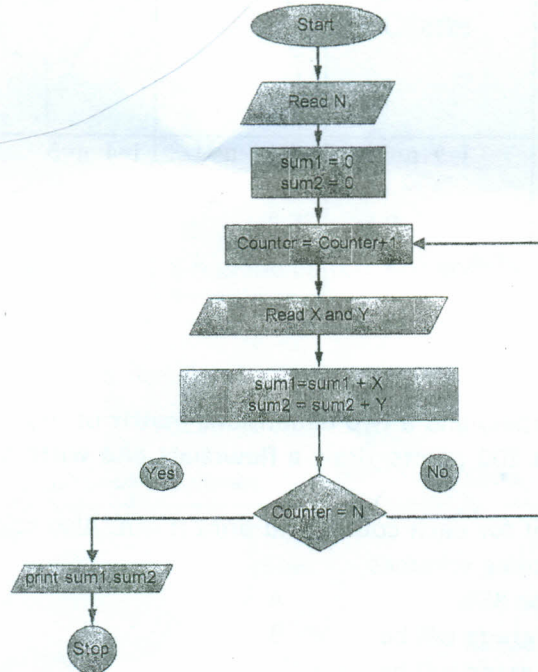 Start
Read N
sum1 = 0
sum2 = 0
Counter = Counter+1
Read X and Y
sum1=sum1 + X
sum2 = sum2 + Y
Yes
No
Counter = N
print sum1 sum2
Stop